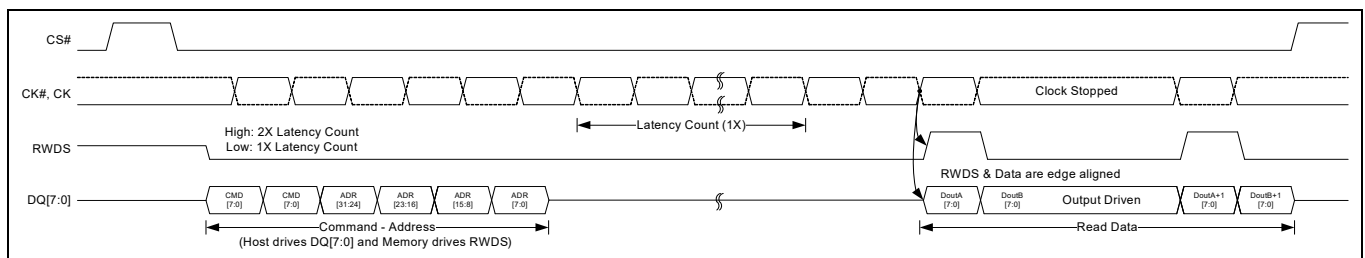 CS#
CK#, CK
Clock Stopped
Latency Count (1X)
High: 2X Latency Count
Low: 1X Latency Count
RWDS
RWDS & Data are edge aligned
DQ[7:0]
CMD [7:0]
CMD [7:0]
ADR [31:24]
ADR [23:16]
ADR [15:8]
ADR [7:0]
DoutA [7:0]
DoutB [7:0]
Output Driven
DoutA+1 [7:0]
DoutB+1 [7:0]
Command - Address
Read Data
(Host drives DQ[7:0] and Memory drives RWDS)